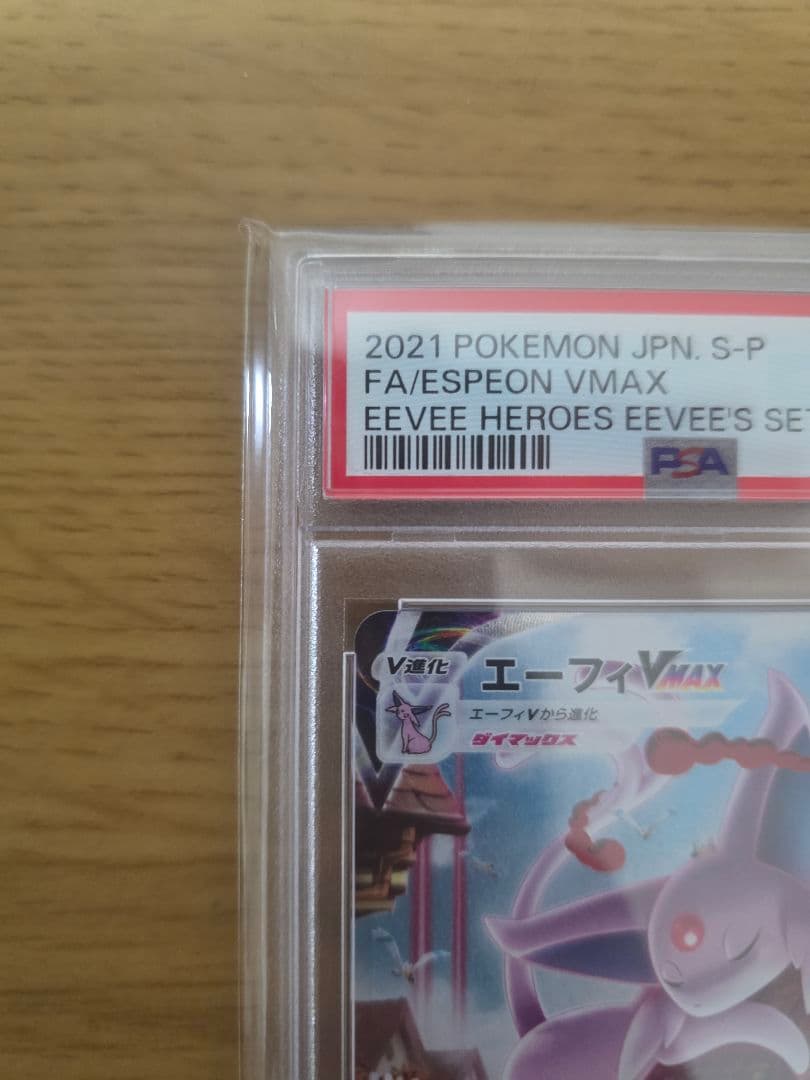 2021 POKEMON JPN. S-P
FA/ESPEON VMAX
EEVEE HEROES EEVEE'S SE
PSA
V進化
エーフィVMAX
エーフィVから進化
ダイマックス